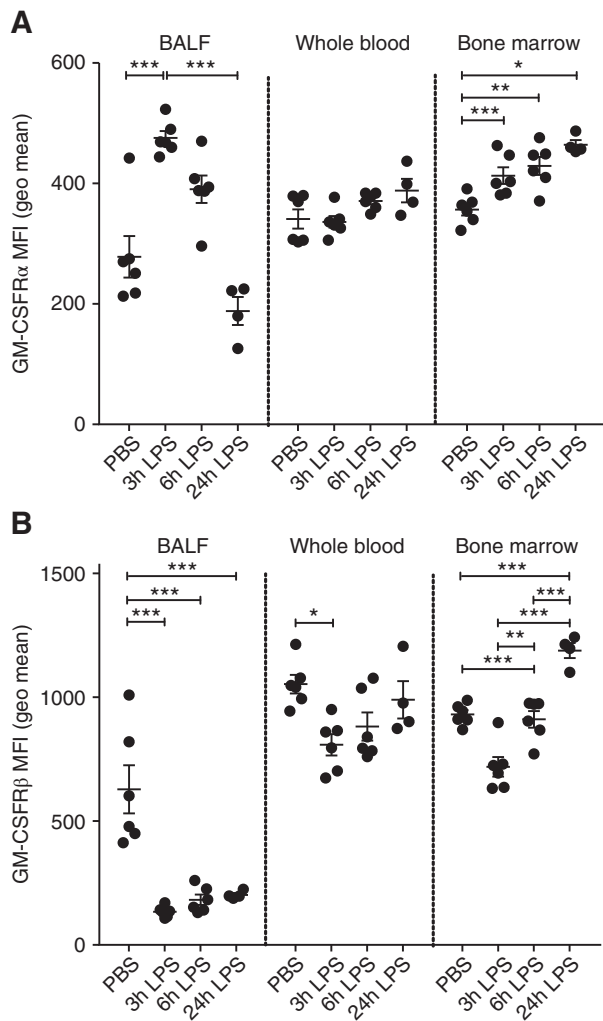 A
BALF Whole blood Bone marrow
GM-CSFRα MFI (geo mean)
600
400
200
0
*** ***
*
**
***
PBS 3h LPS 6h LPS 24h LPS PBS 3h LPS 6h LPS 24h LPS PBS 3h LPS 6h LPS 24h LPS
B
BALF Whole blood Bone marrow
GM-CSFRβ MFI (geo mean)
1500
1000
500
0
***
***
***
*
***
***
***
**
***
PBS 3h LPS 6h LPS 24h LPS PBS 3h LPS 6h LPS 24h LPS PBS 3h LPS 6h LPS 24h LPS